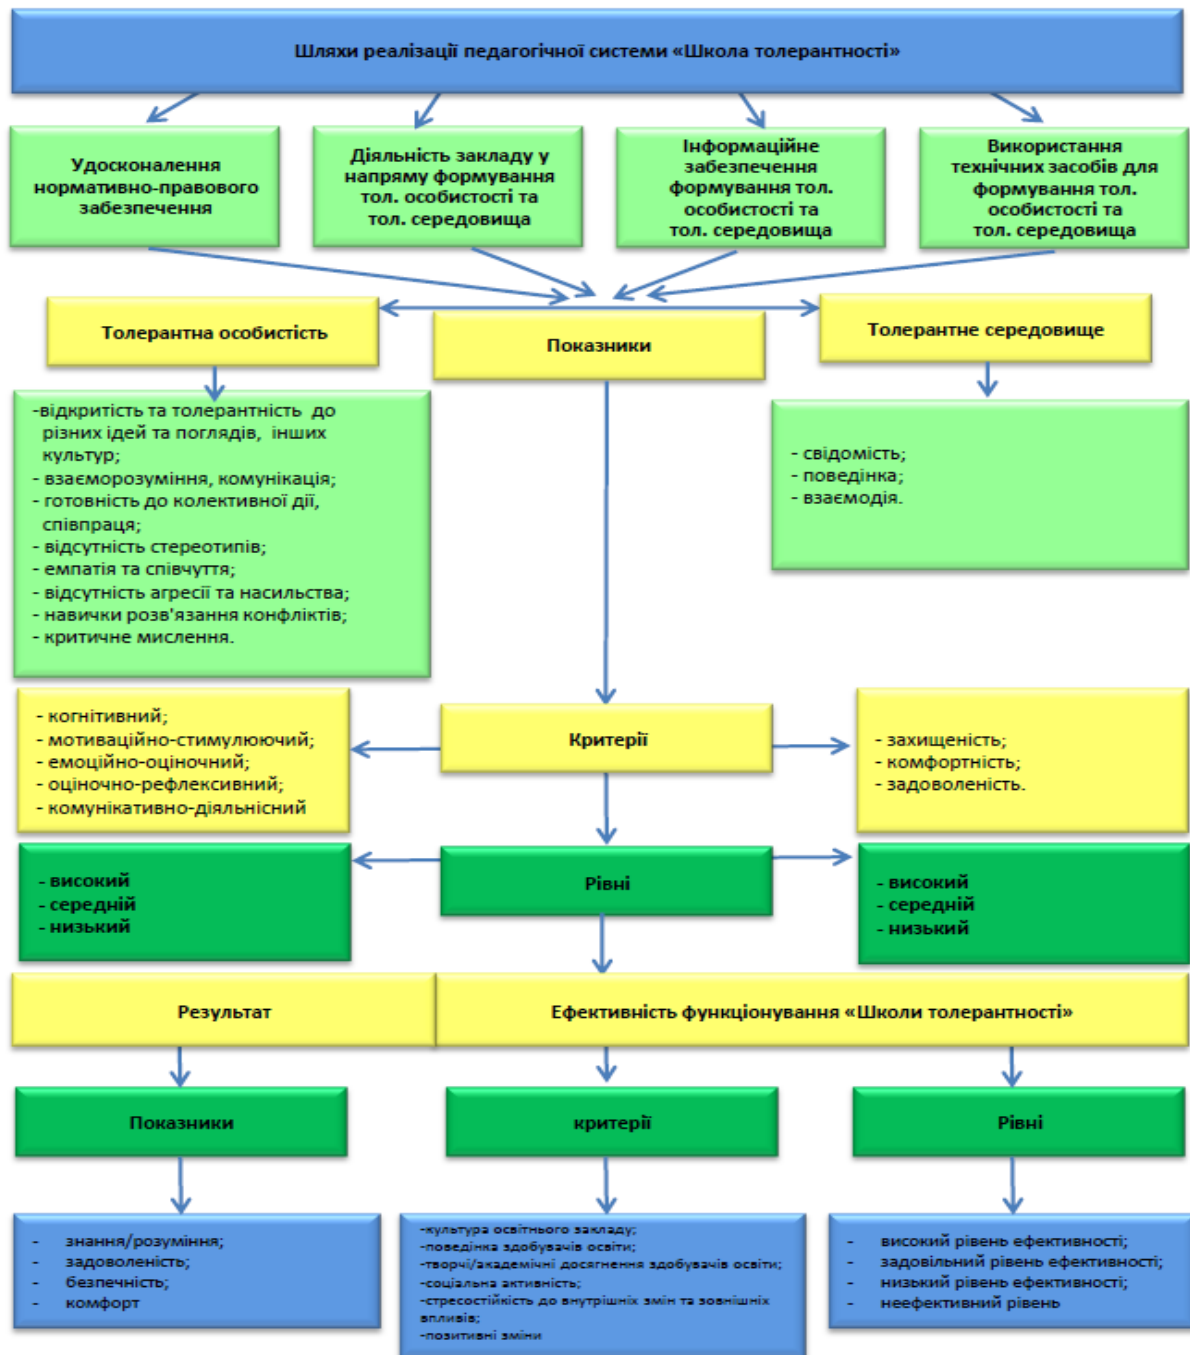 Шляхи реалізації педагогічної системи «Школа толерантності»
Удосконалення
нормативно-правового
забезпечення
Діяльність закладу у
напряму формування
тол. особистості та
тол. середовища
Інформаційне
забезпечення
формування тол.
особистості та
тол. середовища
Використання
технічних засобів для
формування тол.
особистості та
тол. середовища
Толерантна особистість
Показники
Толерантне середовище
-відкритість та толерантність до
різних ідей та поглядів, інших
культур;
- взаєморозуміння, комунікація;
- готовність до колективної дії,
співпраця;
- відсутність стереотипів;
- емпатія та співчуття;
- відсутність агресії та насильства;
- навички розв'язання конфліктів;
- критичне мислення.
- свідомість;
- поведінка;
- взаємодія.
- когнітивний;
- мотиваційно-стимулюючий;
- емоційно-оціночний;
- оціночно-рефлексивний;
- комунікативно-діяльнісний
Критерії
- захищеність;
- комфортність;
- задоволеність.
- високий
- середній
- низький
Рівні
- високий
- середній
- низький
Результат
Ефективність функціонування «Школи толерантності»
Показники
критерії
Рівні
- знання/розуміння;
- задоволеність;
- безпечність;
- комфорт
-культура освітнього закладу;
-поведінка здобувачів освіти;
-творчі/академічні досягнення здобувачів освіти;
-соціальна активність;
-стресостійкість до внутрішніх змін та зовнішніх
впливів;
-позитивні зміни
- високий рівень ефективності;
- задовільний рівень ефективності;
- низький рівень ефективності;
- неефективний рівень